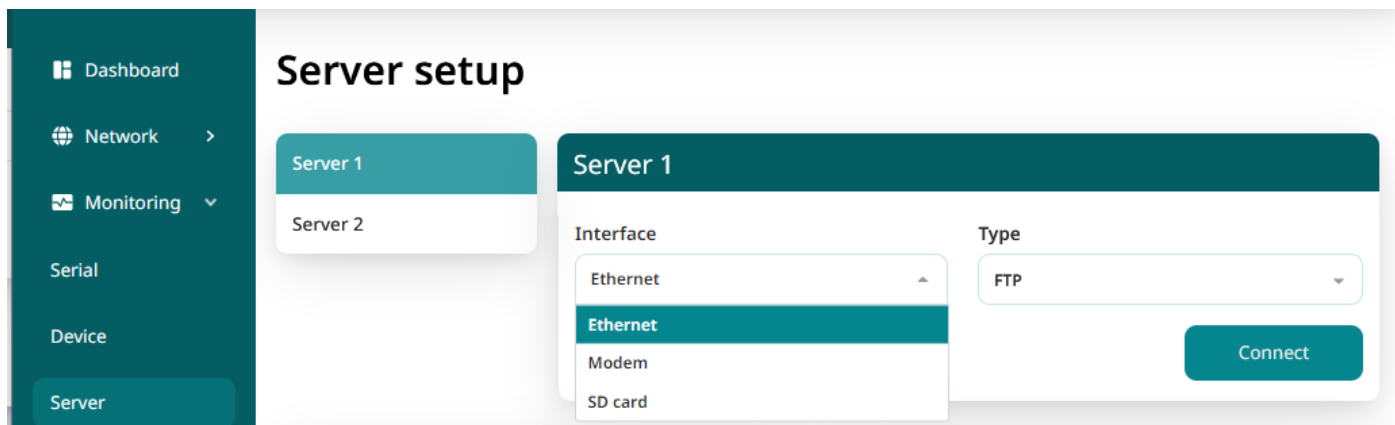 Dashboard
Network
Monitoring
Serial
Device
Server
Server setup
Server 1
Server 2
Server 1
Interface
Ethernet
Ethernet
Modem
SD card
Type
FTP
Connect